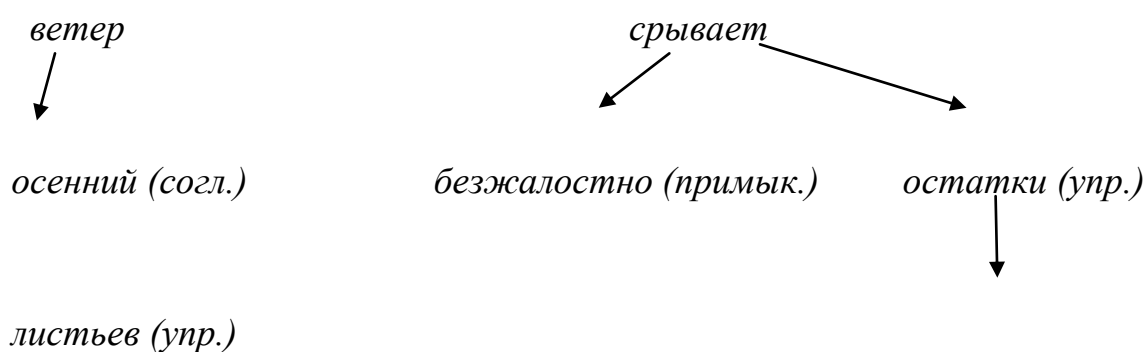 ветер срывает
осенний (согл.) безжалостно (примык.) остатки (упр.)
листьев (упр.)